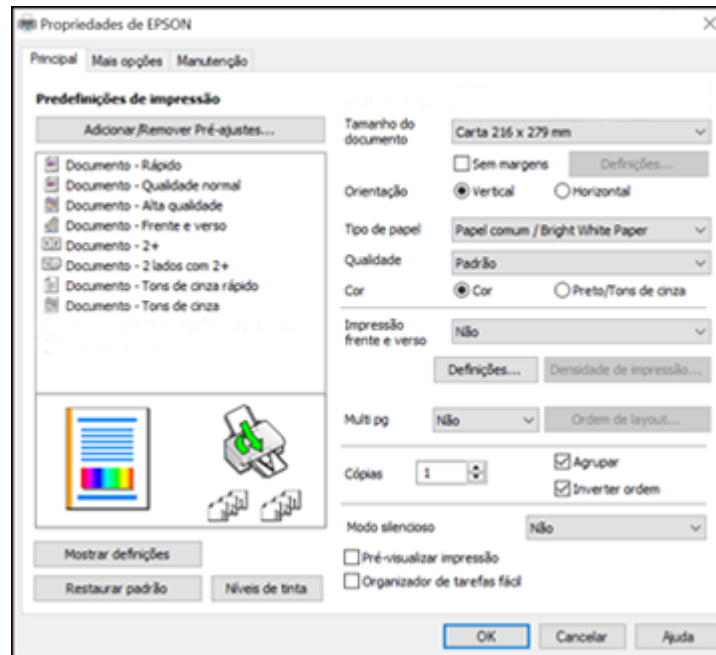 Propriedades de EPSON
Principal Mais opções Manutenção
Predefinições de impressão
Adicionar/Remover Pré-ajustes...
Documento - Rápido
Documento - Qualidade normal
Documento - Alta qualidade
Documento - Frente e verso
Documento - 2+
Documento - 2 lados com 2+
Documento - Tons de cinza rápido
Documento - Tons de cinza
Mostrar definições
Restaurar padrão Níveis de tinta
Tamanho do
documento
Carta 216 x 279 mm
Sem margens Definições...
Orientação Vertical Horizontal
Tipo de papel Papel comum / Bright White Paper
Qualidade Padrão
Cor Cor Preto/Tons de cinza
Impressão
frente e verso
Não
Definições... Densidade de impressão...
Multi pg Não Ordem de layout...
Cópias 1 Agrupar
Inverter ordem
Modo silencioso Não
Pré-visualizar impressão
Organizador de tarefas fácil
OK Cancelar Ajuda